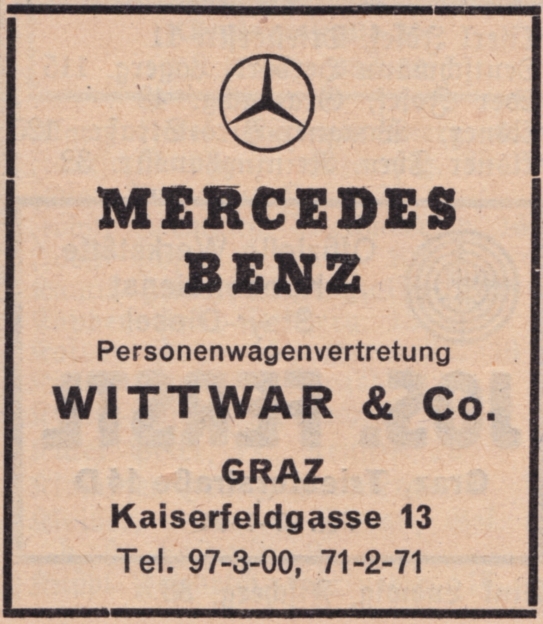 MERCEDES
BENZ
Personenwagenvertretung
WITTWAR & Co.
GRAZ
Kaiserfeldgasse 13
Tel. 97-3-00, 71-2-71